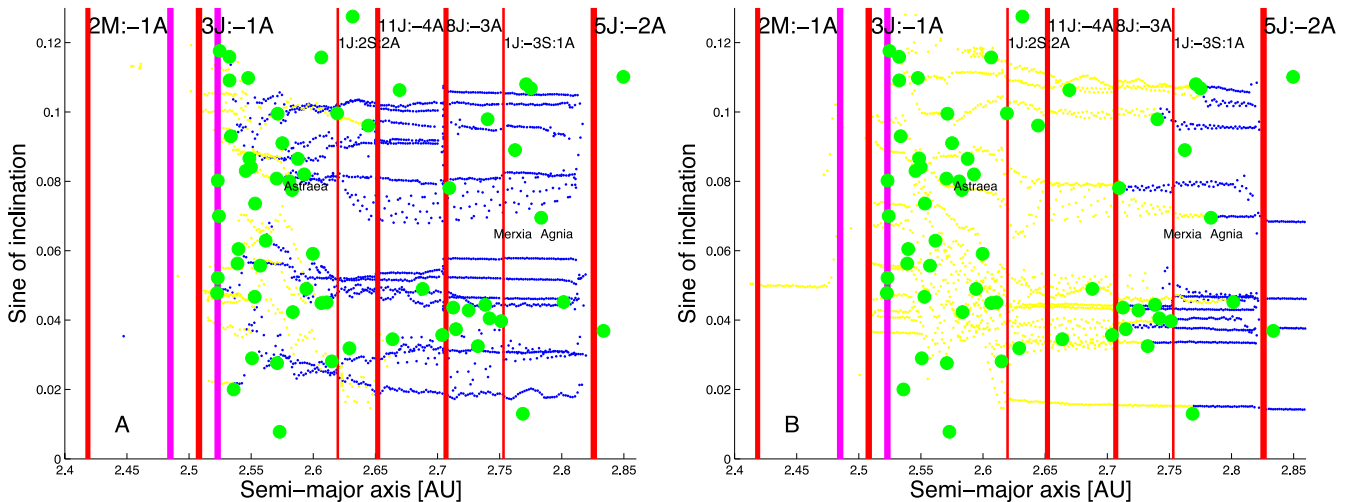 2M:−1A 3J:−1A 11J:−4A 8J:−3A 5J:−2A
1J:2S:2A 1J:−3S:1A
0.12
0.1
0.08
0.06
0.04
0.02
0
Sine of inclination
Astraea
Merxia Agnia
A
2.4 2.45 2.5 2.55 2.6 2.65 2.7 2.75 2.8 2.85
Semi−major axis [AU]
2M:−1A 3J:−1A 11J:−4A 8J:−3A 5J:−2A
1J:2S:2A 1J:−3S:1A
0.12
0.1
0.08
0.06
0.04
0.02
0
Sine of inclination
Astraea
Merxia Agnia
B
2.4 2.45 2.5 2.55 2.6 2.65 2.7 2.75 2.8 2.85
Semi−major axis [AU]